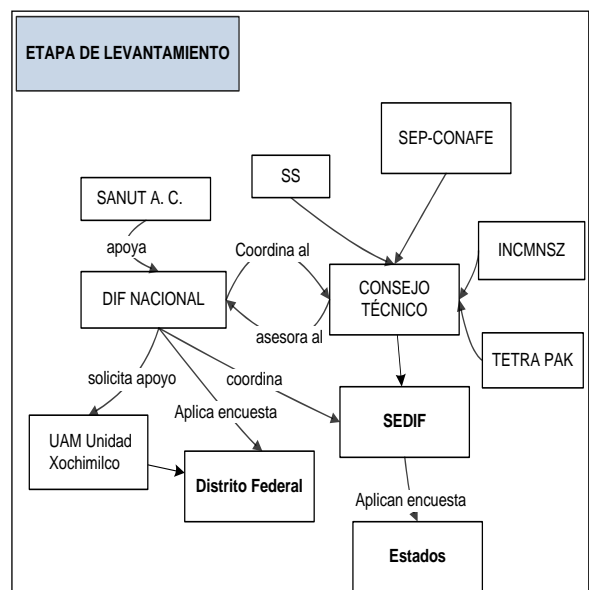 ETAPA DE LEVANTAMIENTO
SEP-CONAFE
SS
SANUT A. C.
apoya
Coordina al
INCMNSZ
DIF NACIONAL
CONSEJO
TÉCNICO
asesora al
TETRA PAK
solicita apoyo
coordina
Aplica encuesta
SEDIF
UAM Unidad
Xochimilco
Distrito Federal
Aplican encuesta
Estados